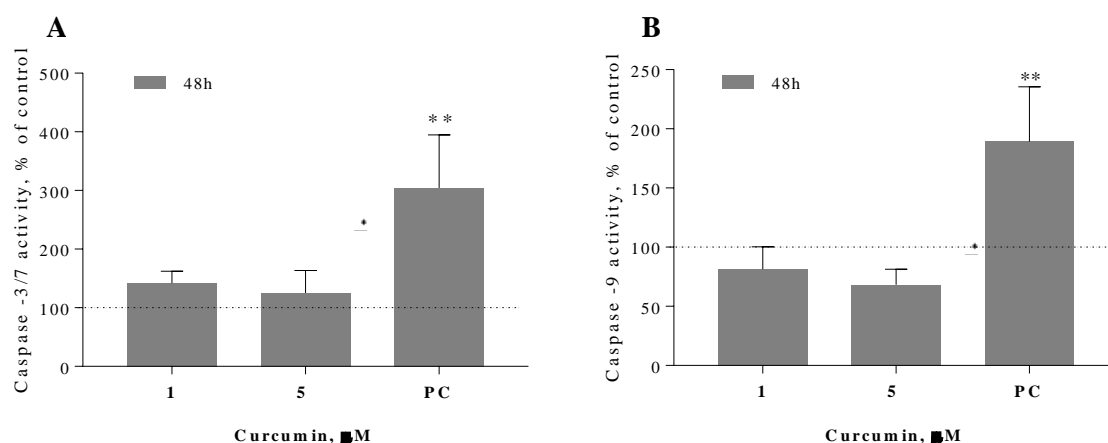 A
Caspase -3/7 activity, % of control
500
400
300
200
100
0
48h
**
*
1
5
PC
Curcumin, ■M
B
Caspase -9 activity, % of control
250
200
150
100
50
0
48h
**
*
1
5
PC
Curcumin, ■M